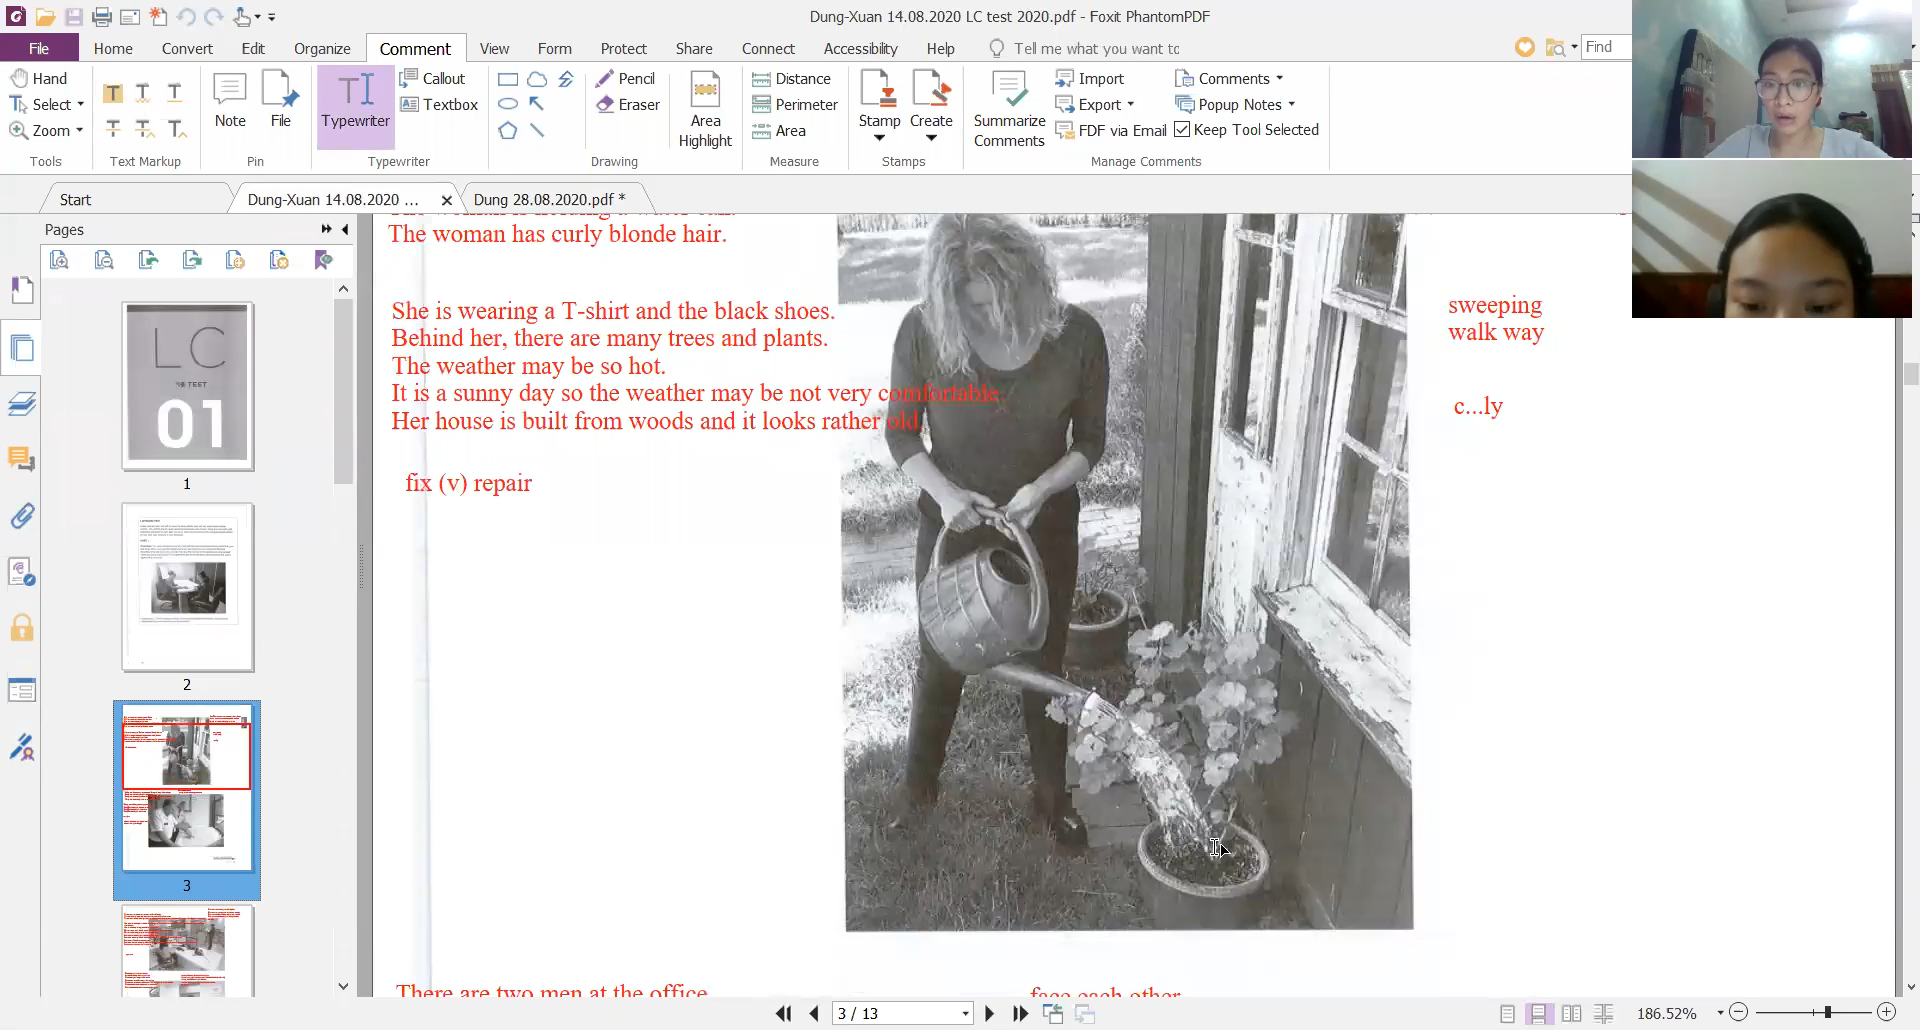 Dung-Xuan 14.08.2020 LC test 2020.pdf - Foxit PhantomPDF
File
Home
Convert
Edit
Organize
Comment
View
Form
Protect
Share
Connect
Accessibility
Help
Tell me what you want to
Find
Hand
Select
Zoom
Tools
Text Markup
Note
File
Pin
Typewriter
Callout
Textbox
Typewriter
Pencil
Eraser
Area
Highlight
Drawing
Distance
Perimeter
Area
Measure
Stamp
Create
Stamps
Summarize
Comments
Import
Export
FDF via Email
Comments
Popup Notes
Keep Tool Selected
Manage Comments
Start
Dung-Xuan 14.08.2020 ...
Dung 28.08.2020.pdf *
Pages
LC
TEST
01
1
2
3
The woman has curly blonde hair.
She is wearing a T-shirt and the black shoes.
Behind her, there are many trees and plants.
The weather may be so hot.
It is a sunny day so the weather may be not very comfortable.
Her house is built from woods and it looks rather old.
fix (v) repair
sweeping
walk way
c...ly
There are two men at the office
face each other
3 / 13
186.52%